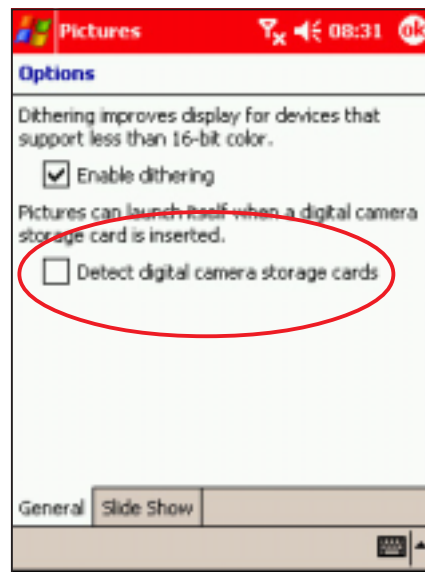 Pictures 08:31 ok
Options
Dithering improves display for devices that
support less than 16-bit color.
Enable dithering
Pictures can launch itself when a digital camera
storage card is inserted.
Detect digital camera storage cards
General Slide Show